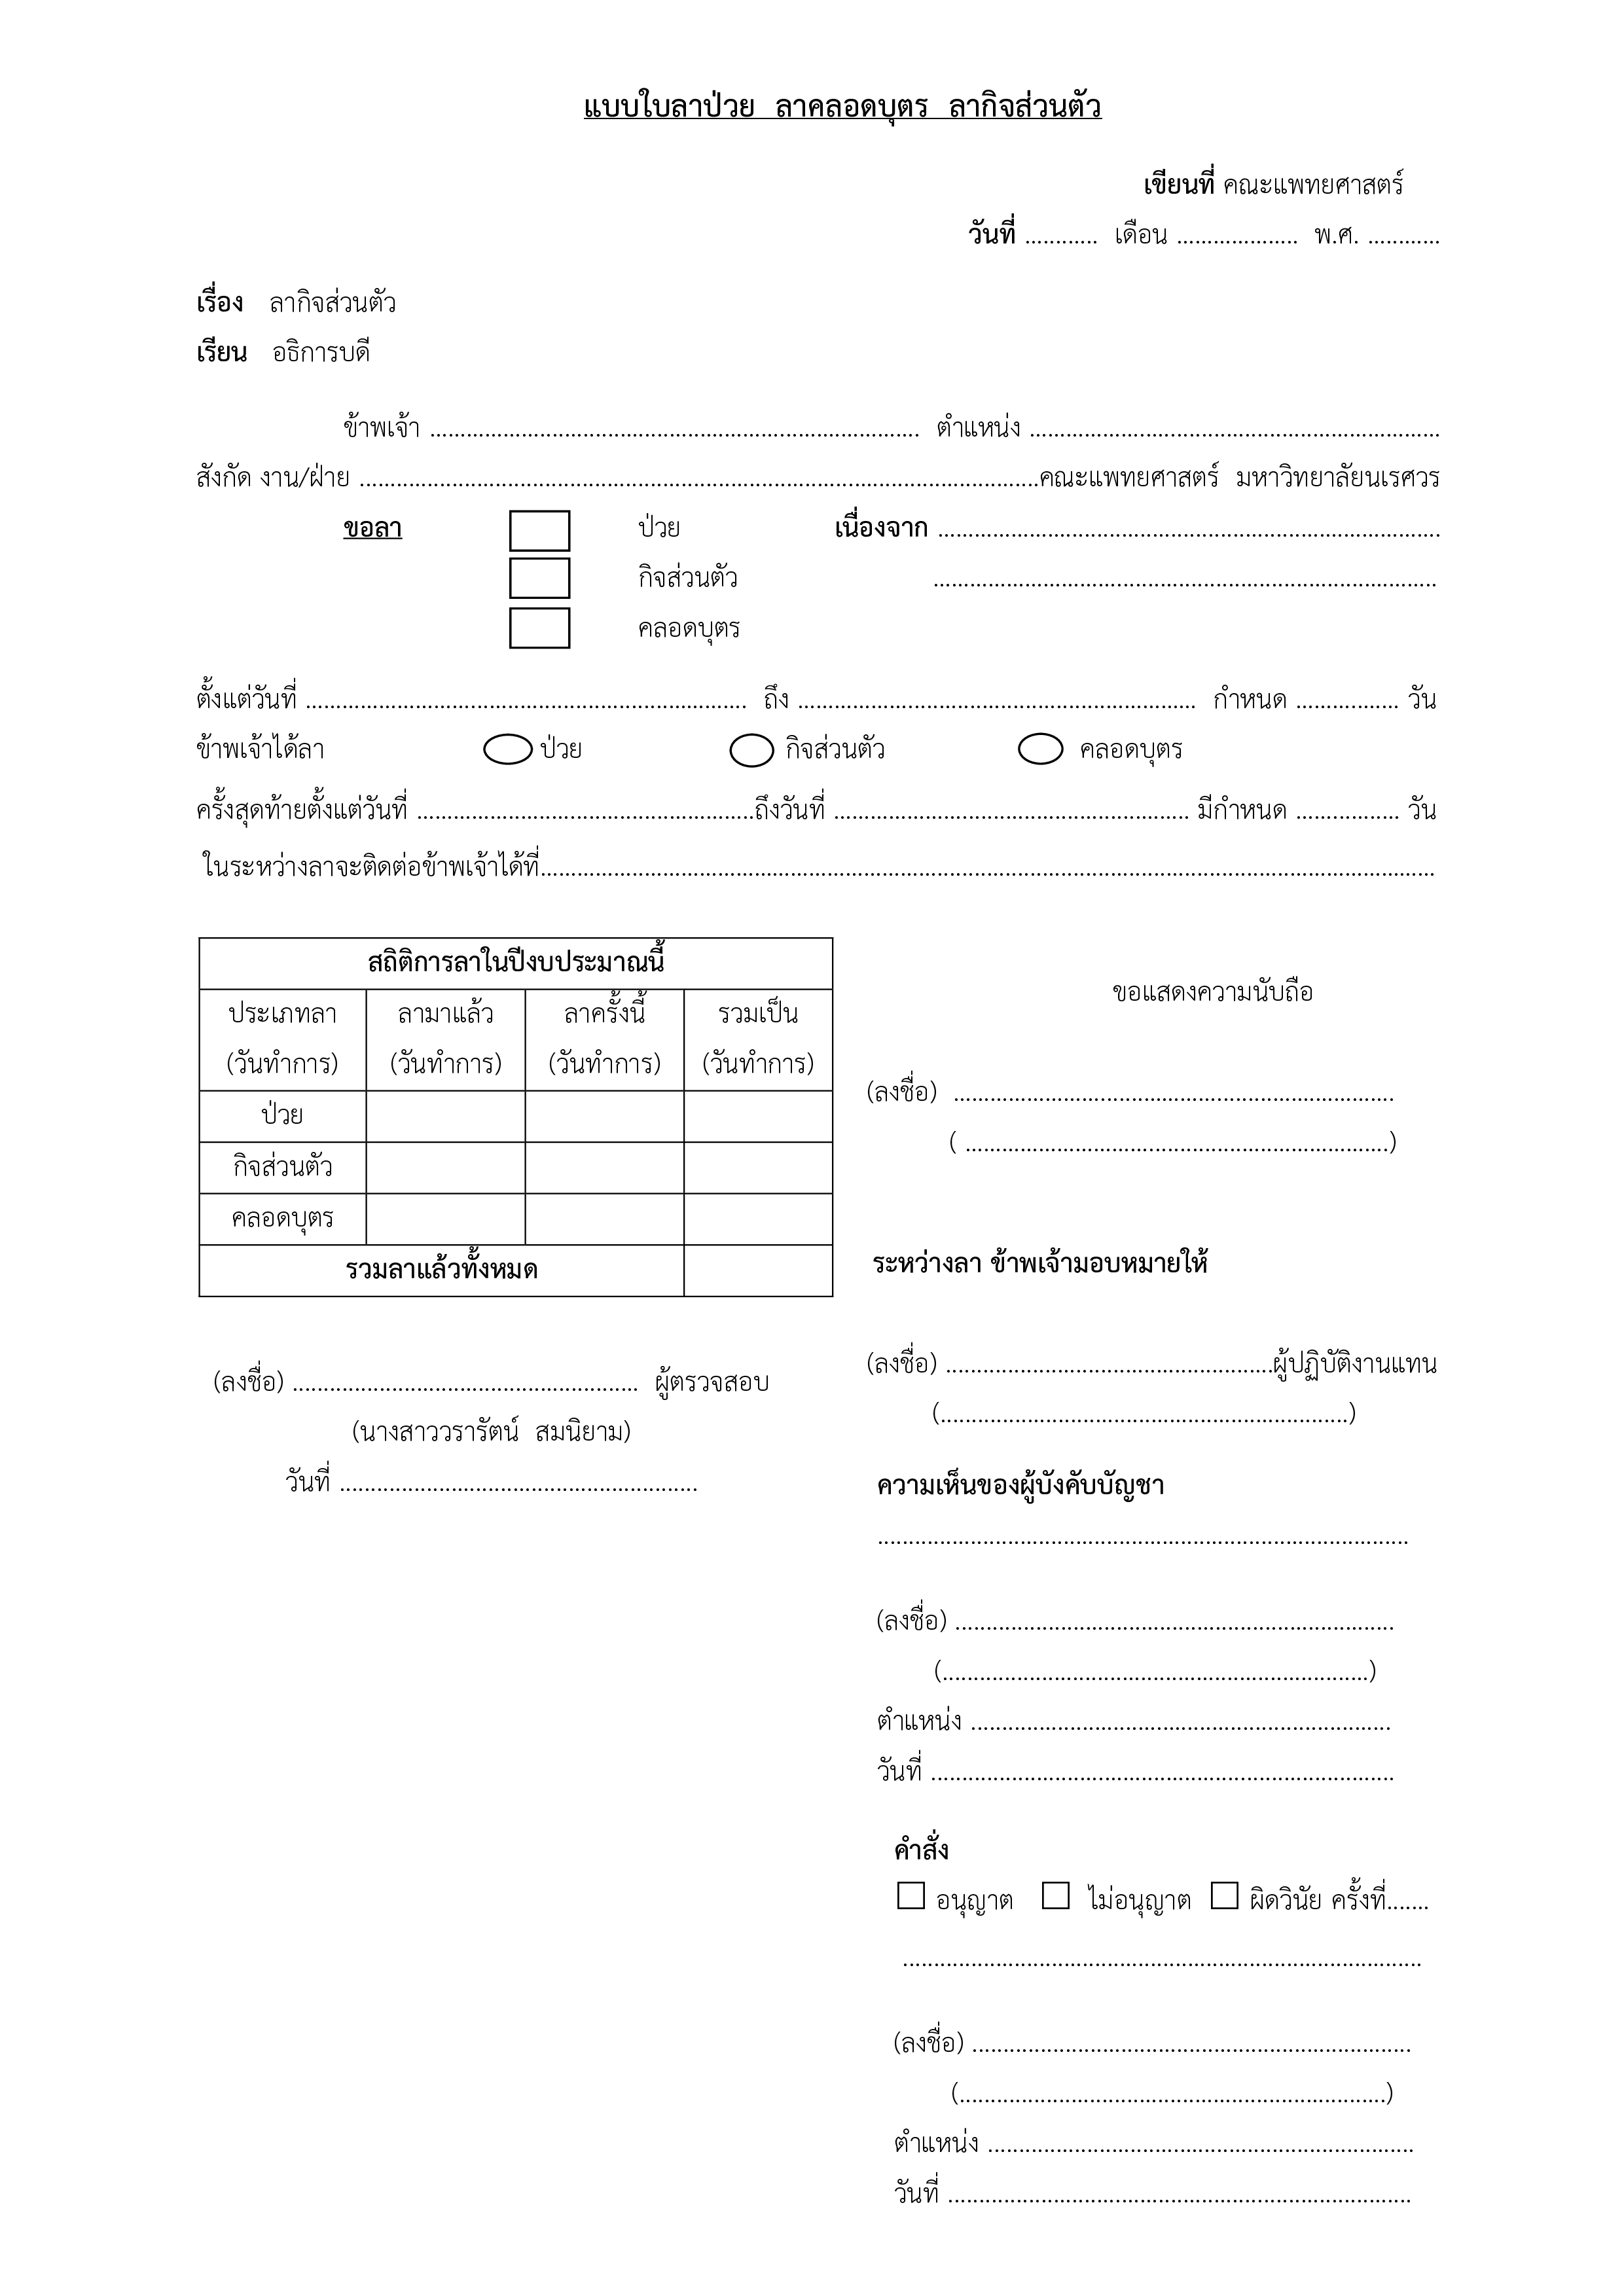 แบบใบลาป่วย  ลาคลอดบุตร  ลากิจส่วนตัว
เขียนที่ คณะแพทยศาสตร์
วันที่ ............ เดือน .................... พ.ศ. ............
เรื่อง  ลากิจส่วนตัว
เรียน  อธิการบดี
ข้าพเจ้า ................................................................................ ตำแหน่ง ....................................................................
สังกัด งาน/ฝ่าย ................................................................................................................คณะแพทยศาสตร์  มหาวิทยาลัยนเรศวร
ขอลา  ป่วย  เนื่องจาก ...................................................................................
กิจส่วนตัว  ...................................................................................
คลอดบุตร
ตั้งแต่วันที่ ........................................................................ ถึง ................................................................. กำหนด ................. วัน
ข้าพเจ้าได้ลา  ป่วย  กิจส่วนตัว  คลอดบุตร
ครั้งสุดท้ายตั้งแต่วันที่ .......................................................ถึงวันที่ .......................................................... มีกำหนด ................. วัน
ในระหว่างลาจะติดต่อข้าพเจ้าได้ที่...................................................................................................................................................
สถิติการลาในปีงบประมาณนี้
ประเภทลา  ลามาแล้ว  ลาครั้งนี้  รวมเป็น
(วันทำการ)  (วันทำการ)  (วันทำการ)  (วันทำการ)
ป่วย
กิจส่วนตัว
คลอดบุตร
รวมลาแล้วทั้งหมด
(ลงชื่อ) ........................................................ ผู้ตรวจสอบ
(นางสาววรารัตน์  สมนิยาม)
วันที่ ..........................................................
ขอแสดงความนับถือ
(ลงชื่อ) ........................................................................
( .....................................................................)
ระหว่างลา ข้าพเจ้ามอบหมายให้
(ลงชื่อ) .....................................................ผู้ปฏิบัติงานแทน
(...................................................................)
ความเห็นของผู้บังคับบัญชา
.......................................................................................
(ลงชื่อ) ........................................................................
(......................................................................)
ตำแหน่ง .....................................................................
วันที่ ............................................................................
คำสั่ง
อนุญาต  ไม่อนุญาต  ผิดวินัย ครั้งที่.......
.....................................................................................
(ลงชื่อ) ........................................................................
(......................................................................)
ตำแหน่ง ......................................................................
วันที่ ............................................................................